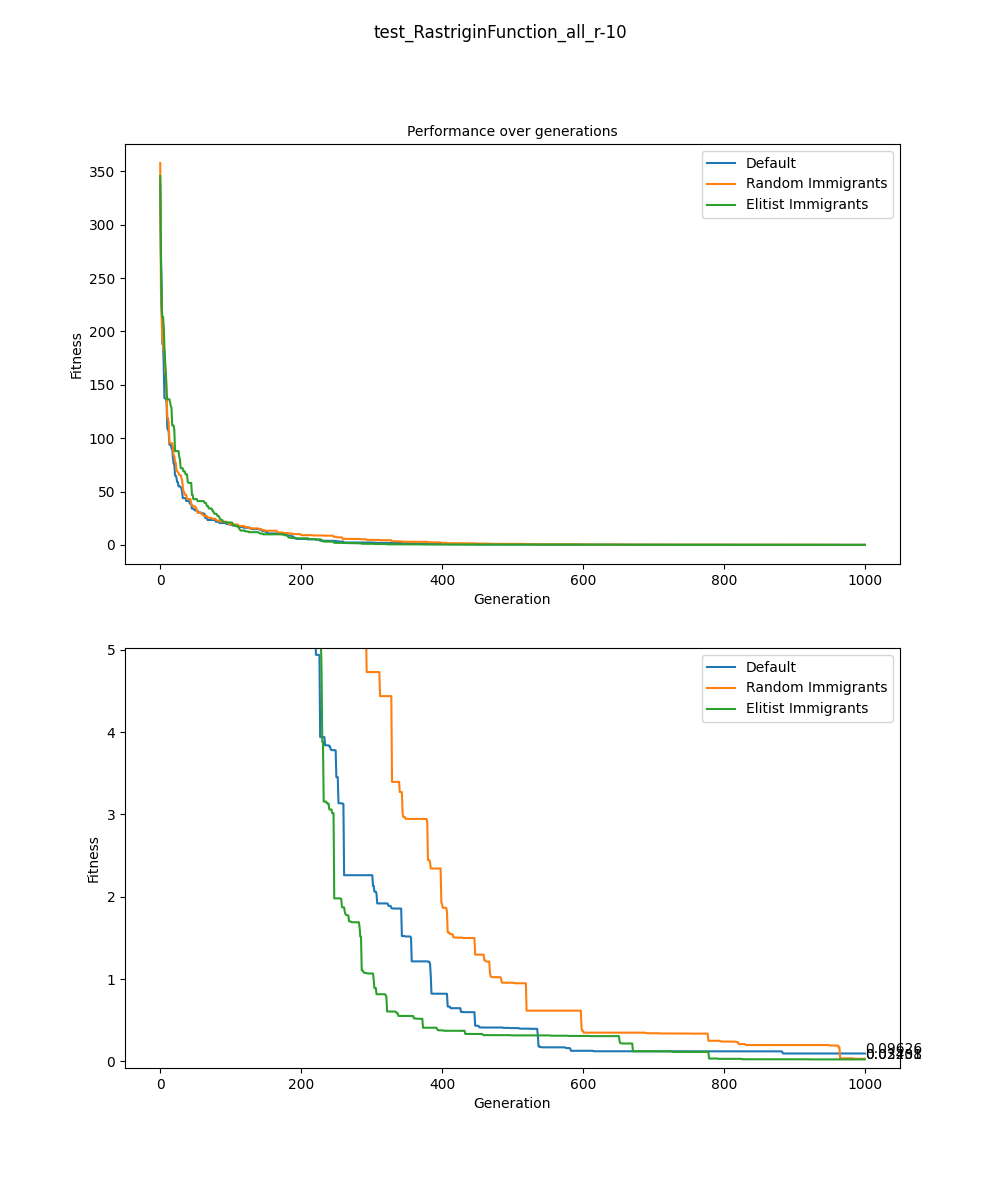 test_RastriginFunction_all_r-10
Performance over generations
Default
Random Immigrants
Elitist Immigrants
350
300
250
200
150
100
50
0
Fitness
0 200 400 600 800 1000
Generation
Default
Random Immigrants
Elitist Immigrants
5
4
3
2
1
0
Fitness
0.09626
0 200 400 600 800 1000
Generation